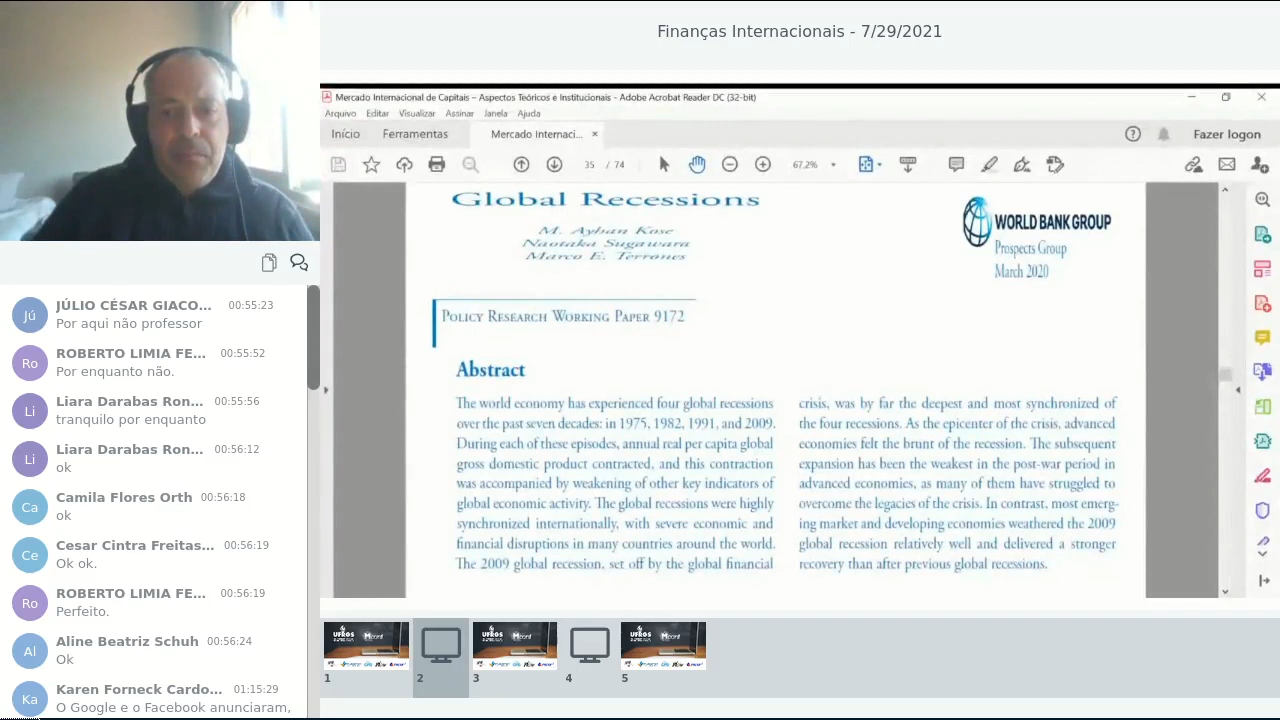 Finanças Internacionais - 7/29/2021
Mercado Internacional de Capitais – Aspectos Teóricos e Institucionais - Adobe Acrobat Reader DC (32-bit)
Arquivo Editar Visualizar Assinar Janela Ajuda
Início Ferramentas Mercado Internaci... × Fazer logon
35 / 74 67,2%
Global Recessions
M. Ayhan Kose
Naotaka Sugawara
Marco E. Terrones
WORLD BANK GROUP
Prospects Group
March 2020
Policy Research Working Paper 9172
Abstract
The world economy has experienced four global recessions
over the past seven decades: in 1975, 1982, 1991, and 2009.
During each of these episodes, annual real per capita global
gross domestic product contracted, and this contraction
was accompanied by weakening of other key indicators of
global economic activity. The global recessions were highly
synchronized internationally, with severe economic and
financial disruptions in many countries around the world.
The 2009 global recession, set off by the global financial
crisis, was by far the deepest and most synchronized of
the four recessions. As the epicenter of the crisis, advanced
economies felt the brunt of the recession. The subsequent
expansion has been the weakest in the post-war period in
advanced economies, as many of them have struggled to
overcome the legacies of the crisis. In contrast, most emerg-
ing market and developing economies weathered the 2009
global recession relatively well and delivered a stronger
recovery than after previous global recessions.
Jú JÚLIO CÉSAR GIACO... 00:55:23
Por aqui não professor
Ro ROBERTO LIMIA FE... 00:55:52
Por enquanto não.
Li Liara Darabas Ron... 00:55:56
tranquilo por enquanto
Li Liara Darabas Ron... 00:56:12
ok
Ca Camila Flores Orth 00:56:18
ok
Ce Cesar Cintra Freitas... 00:56:19
Ok ok.
Ro ROBERTO LIMIA FE... 00:56:19
Perfeito.
Al Aline Beatriz Schuh 00:56:24
Ok
Ka Karen Forneck Cardo... 01:15:29
O Google e o Facebook anunciaram,
UFRGS
UFRGS
UFRGS
1 2 3 4 5